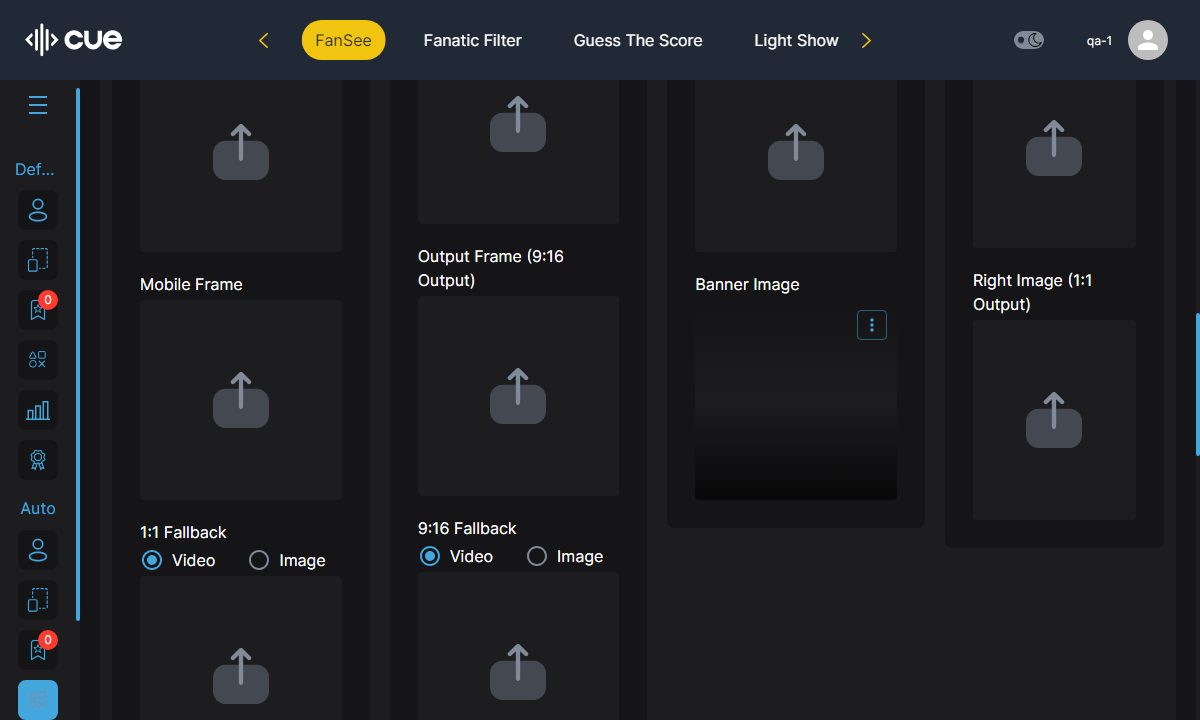 cue
FanSee
Fanatic Filter
Guess The Score
Light Show
qa-1
Def...
0
Auto
0
Mobile Frame
1:1 Fallback
Video
Image
Output Frame (9:16
Output)
9:16 Fallback
Video
Image
Banner Image
Right Image (1:1
Output)